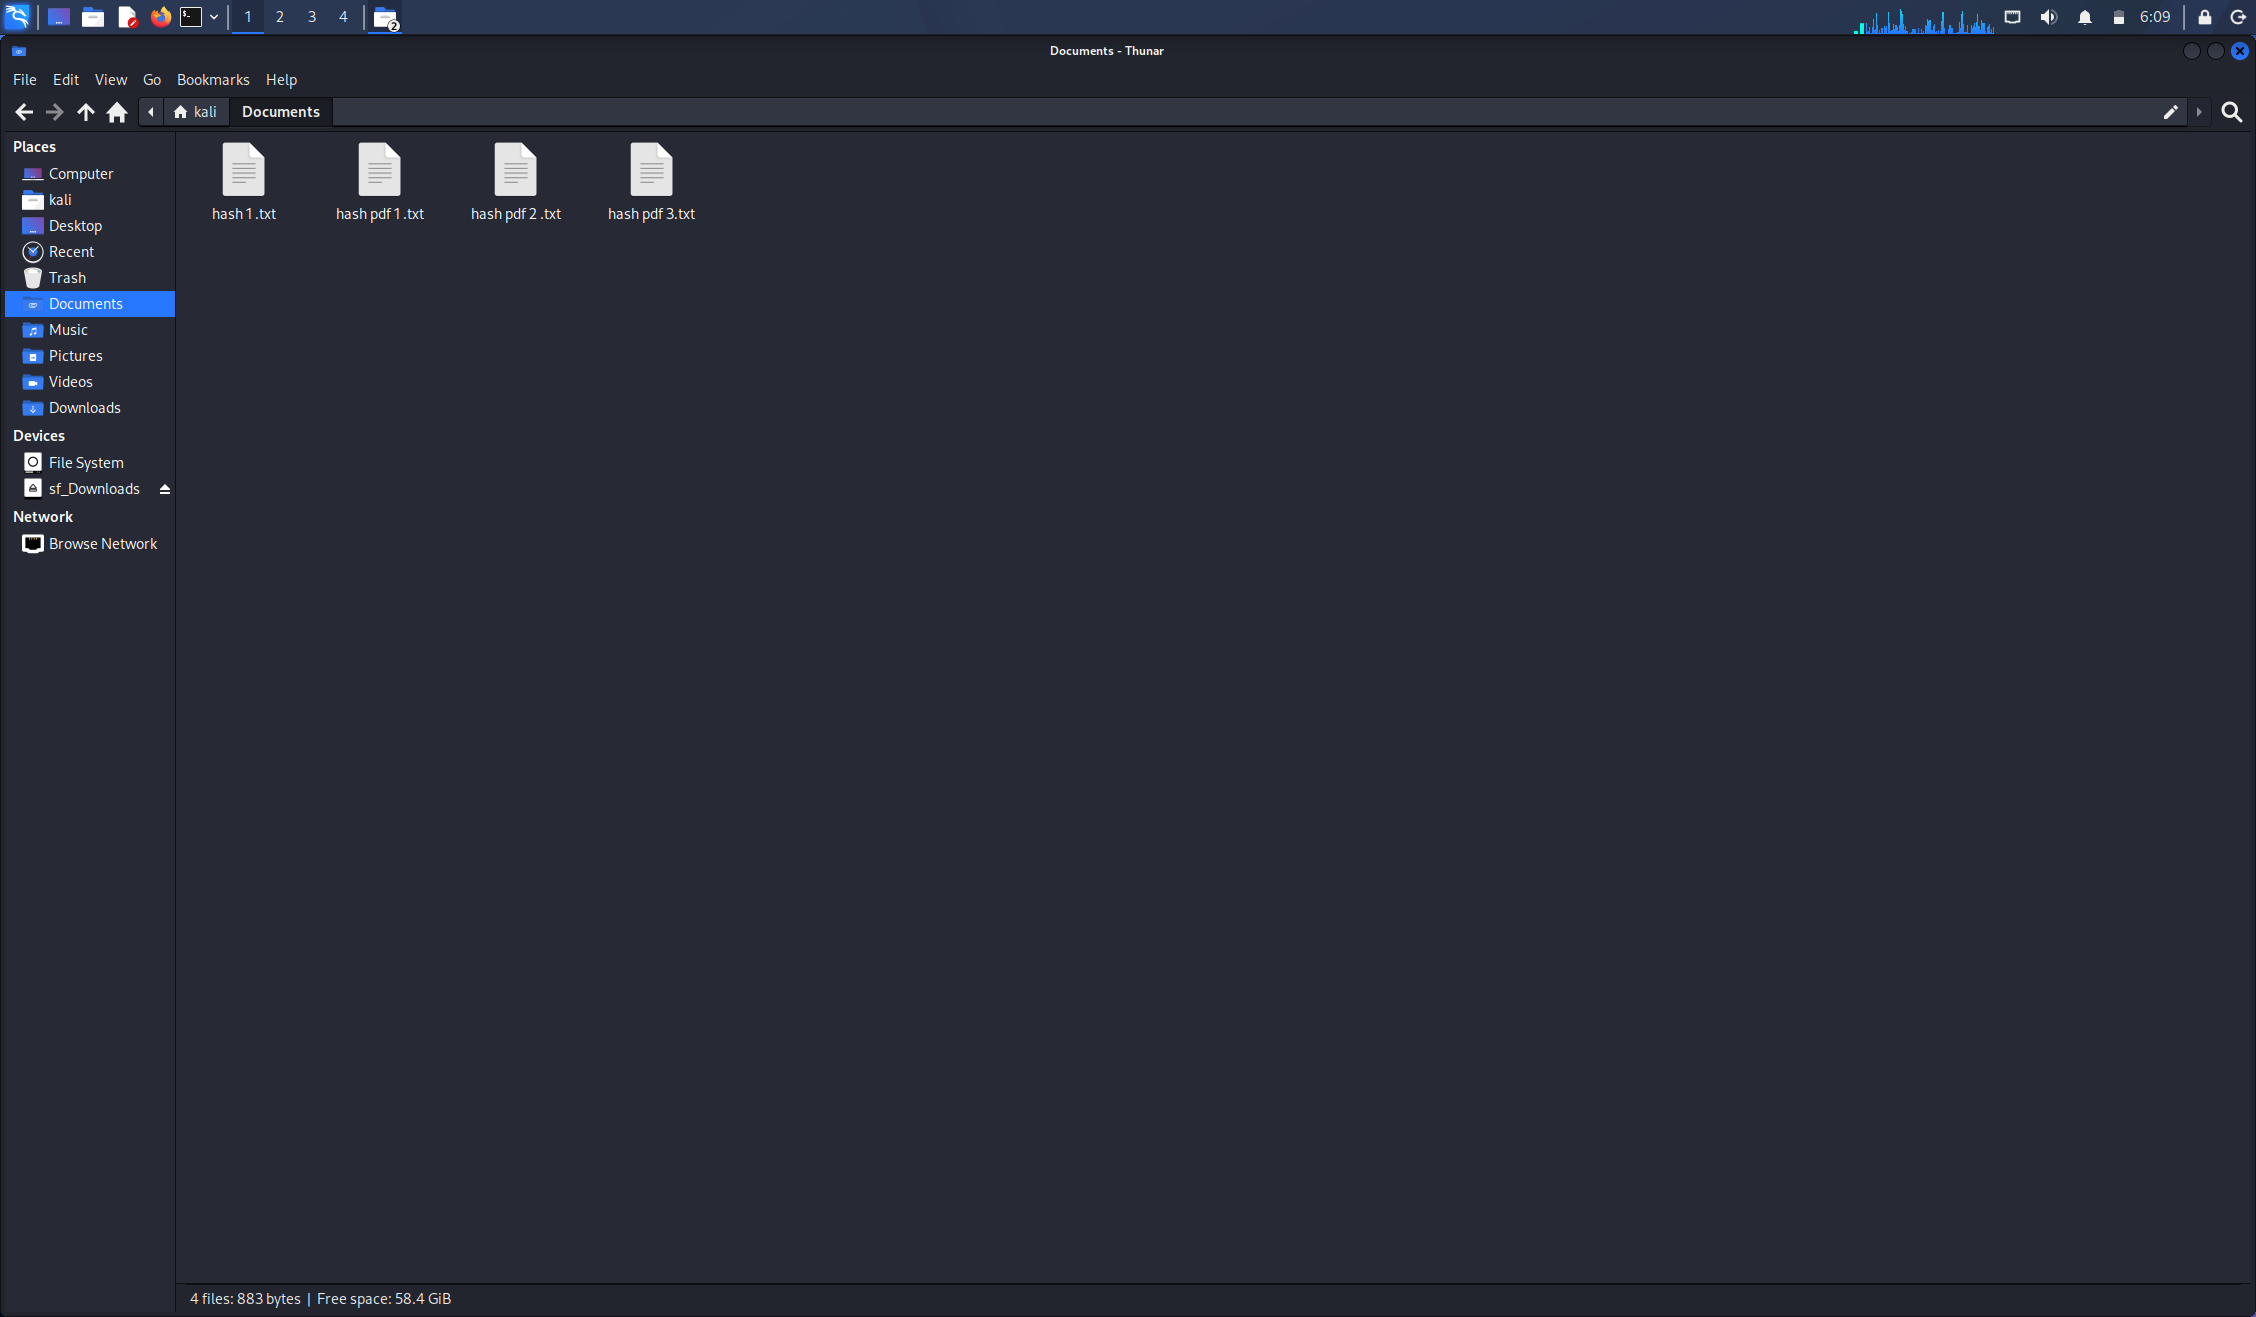 1 2 3 4 2 6:09
Documents - Thunar
File Edit View Go Bookmarks Help
kali Documents
Places
Computer
kali
Desktop
Recent
Trash
Documents
Music
Pictures
Videos
Downloads
Devices
File System
sf_Downloads
Network
Browse Network
hash 1 .txt hash pdf 1 .txt hash pdf 2 .txt hash pdf 3.txt
4 files: 883 bytes | Free space: 58.4 GiB